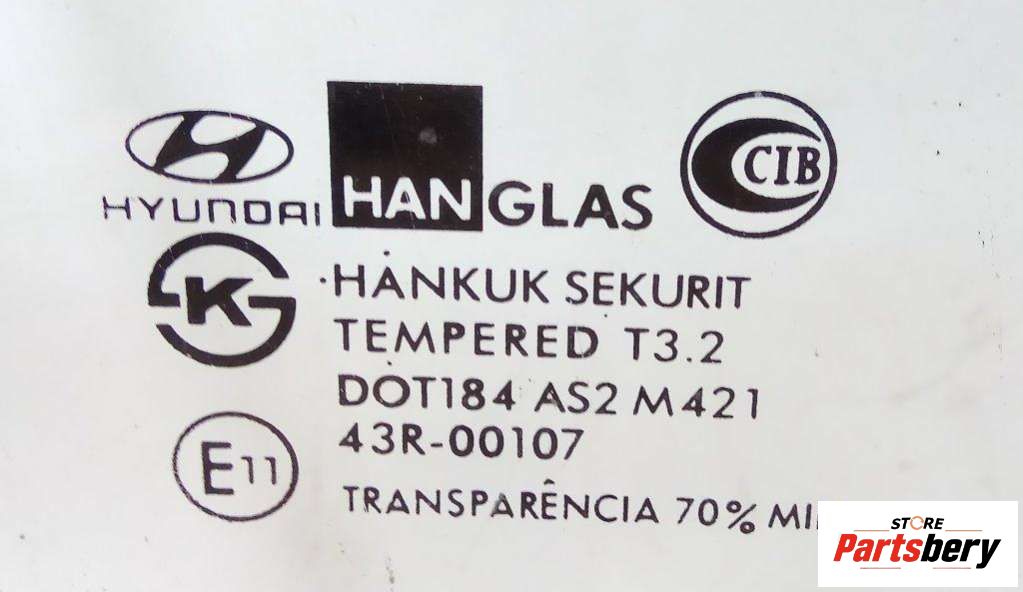 HYUNDAI
HANGLAS
CIB
K
HANKUK SEKURIT
TEMPERED T3.2
DOT184 AS2 M421
43R-00107
E11
TRANSPARÊNCIA 70%
STORE
Partsbery